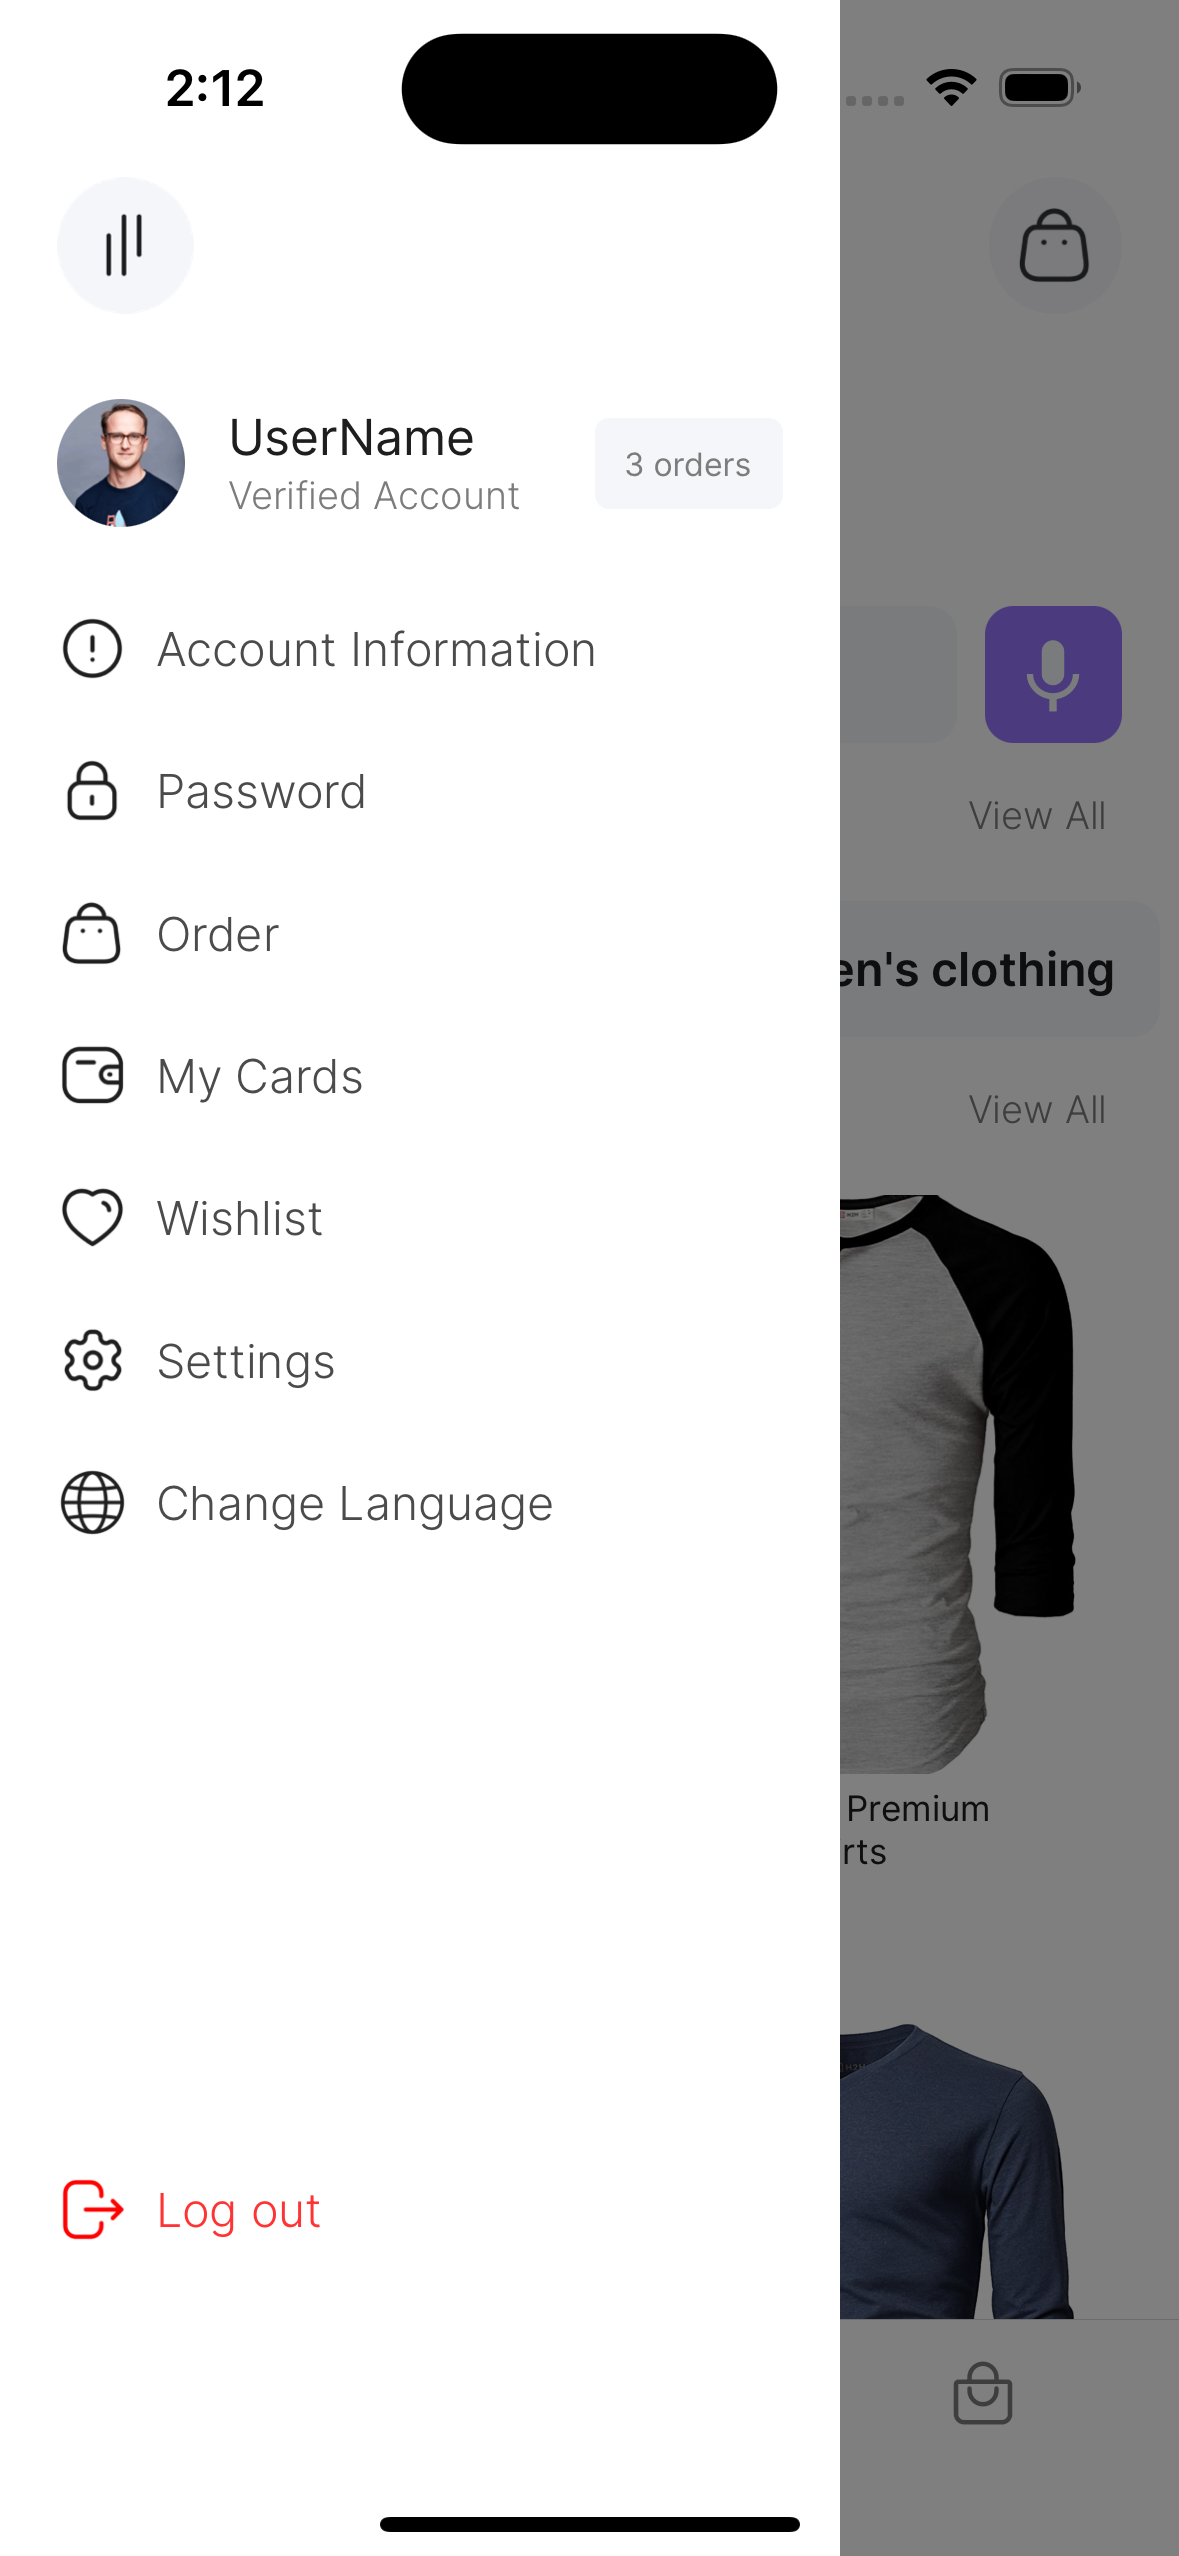 2:12
UserName
Verified Account
3 orders
Account Information
Password
View All
Order
en's clothing
My Cards
View All
Wishlist
Settings
Change Language
Premium
rts
Log out